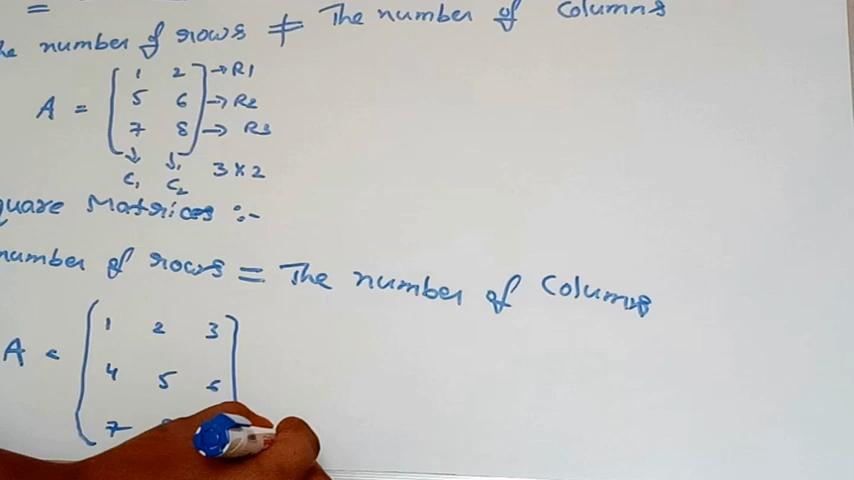 =
The number of rows ≠ The number of Columns
1 2 →R1
A = 5 6 →R2
7 8 → R3
↓ ↓ 3×2
C1 C2
quare Matrices :-
number of rows = The number of Columns
1 2 3
A = 4 5 6
7